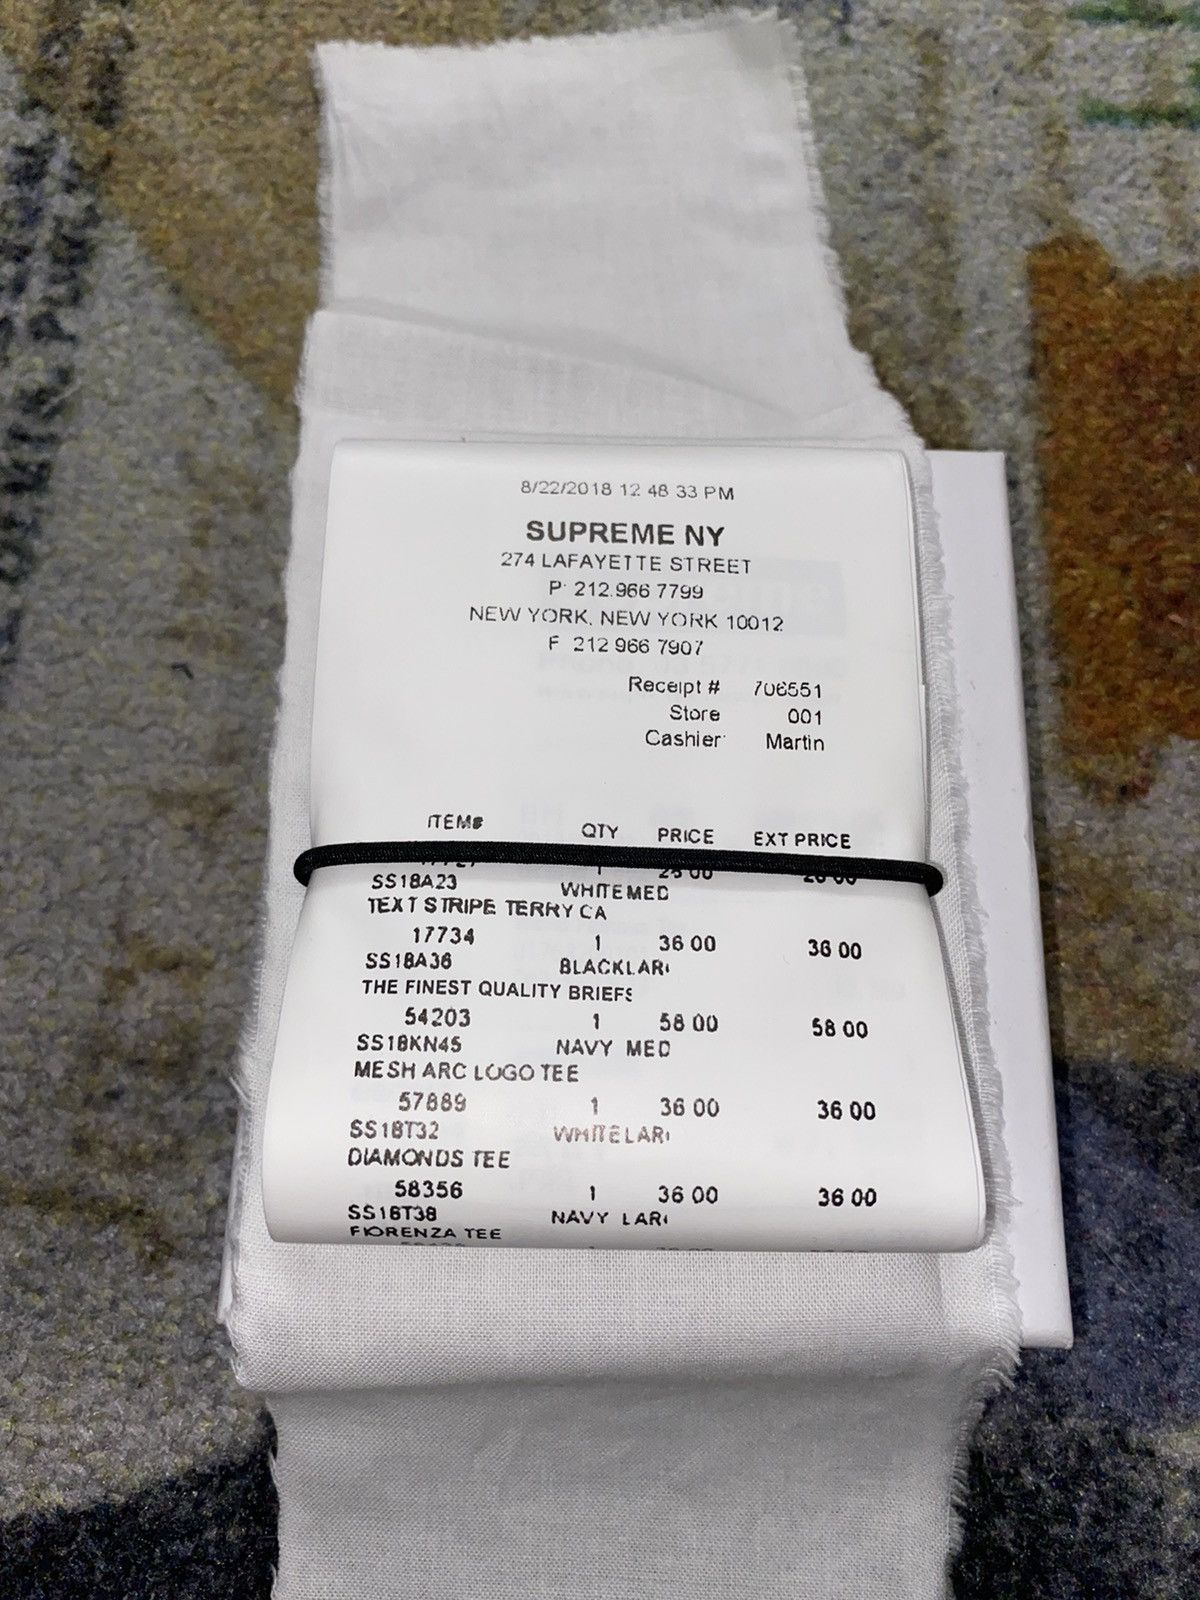 8/22/2018 12 48 33 PM
SUPREME NY
274 LAFAYETTE STREET
P 212.966 7799
NEW YORK, NEW YORK 10012
F 212 966 7907
Receipt # 706551
Store 001
Cashier Martin
ITEM# QTY PRICE EXT PRICE
SS18A23 WHITEMED
TEXT STRIPE TERRY CA
17734 1 36 00 36 00
SS18A36 BLACKLAR
THE FINEST QUALITY BRIEFS
54203 1 58 00 58 00
SS18KN45 NAVY MED
MESH ARC LOGO TEE
57889 1 36 00 36 00
SS18T32 WHITELAR
DIAMONDS TEE
58356 1 36 00 36 00
SS18T38 NAVY LAR
FIORENZA TEE